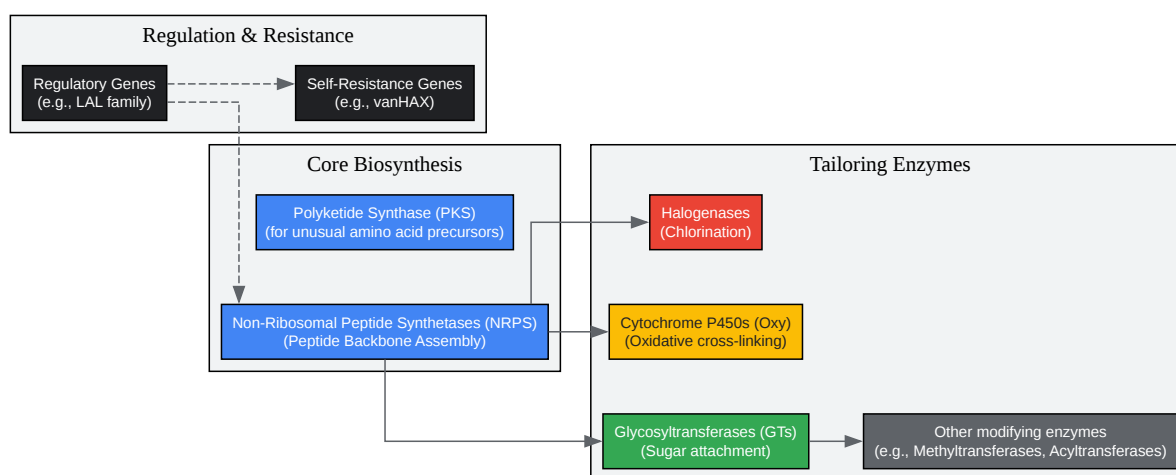 Regulation & Resistance
Regulatory Genes
(e.g., LAL family)
Self-Resistance Genes
(e.g., vanHAX)
Core Biosynthesis
Polyketide Synthase (PKS)
(for unusual amino acid precursors)
Non-Ribosomal Peptide Synthetases (NRPS)
(Peptide Backbone Assembly)
Tailoring Enzymes
Halogenases
(Chlorination)
Cytochrome P450s (Oxy)
(Oxidative cross-linking)
Glycosyltransferases (GTs)
(Sugar attachment)
Other modifying enzymes
(e.g., Methyltransferases, Acyltransferases)